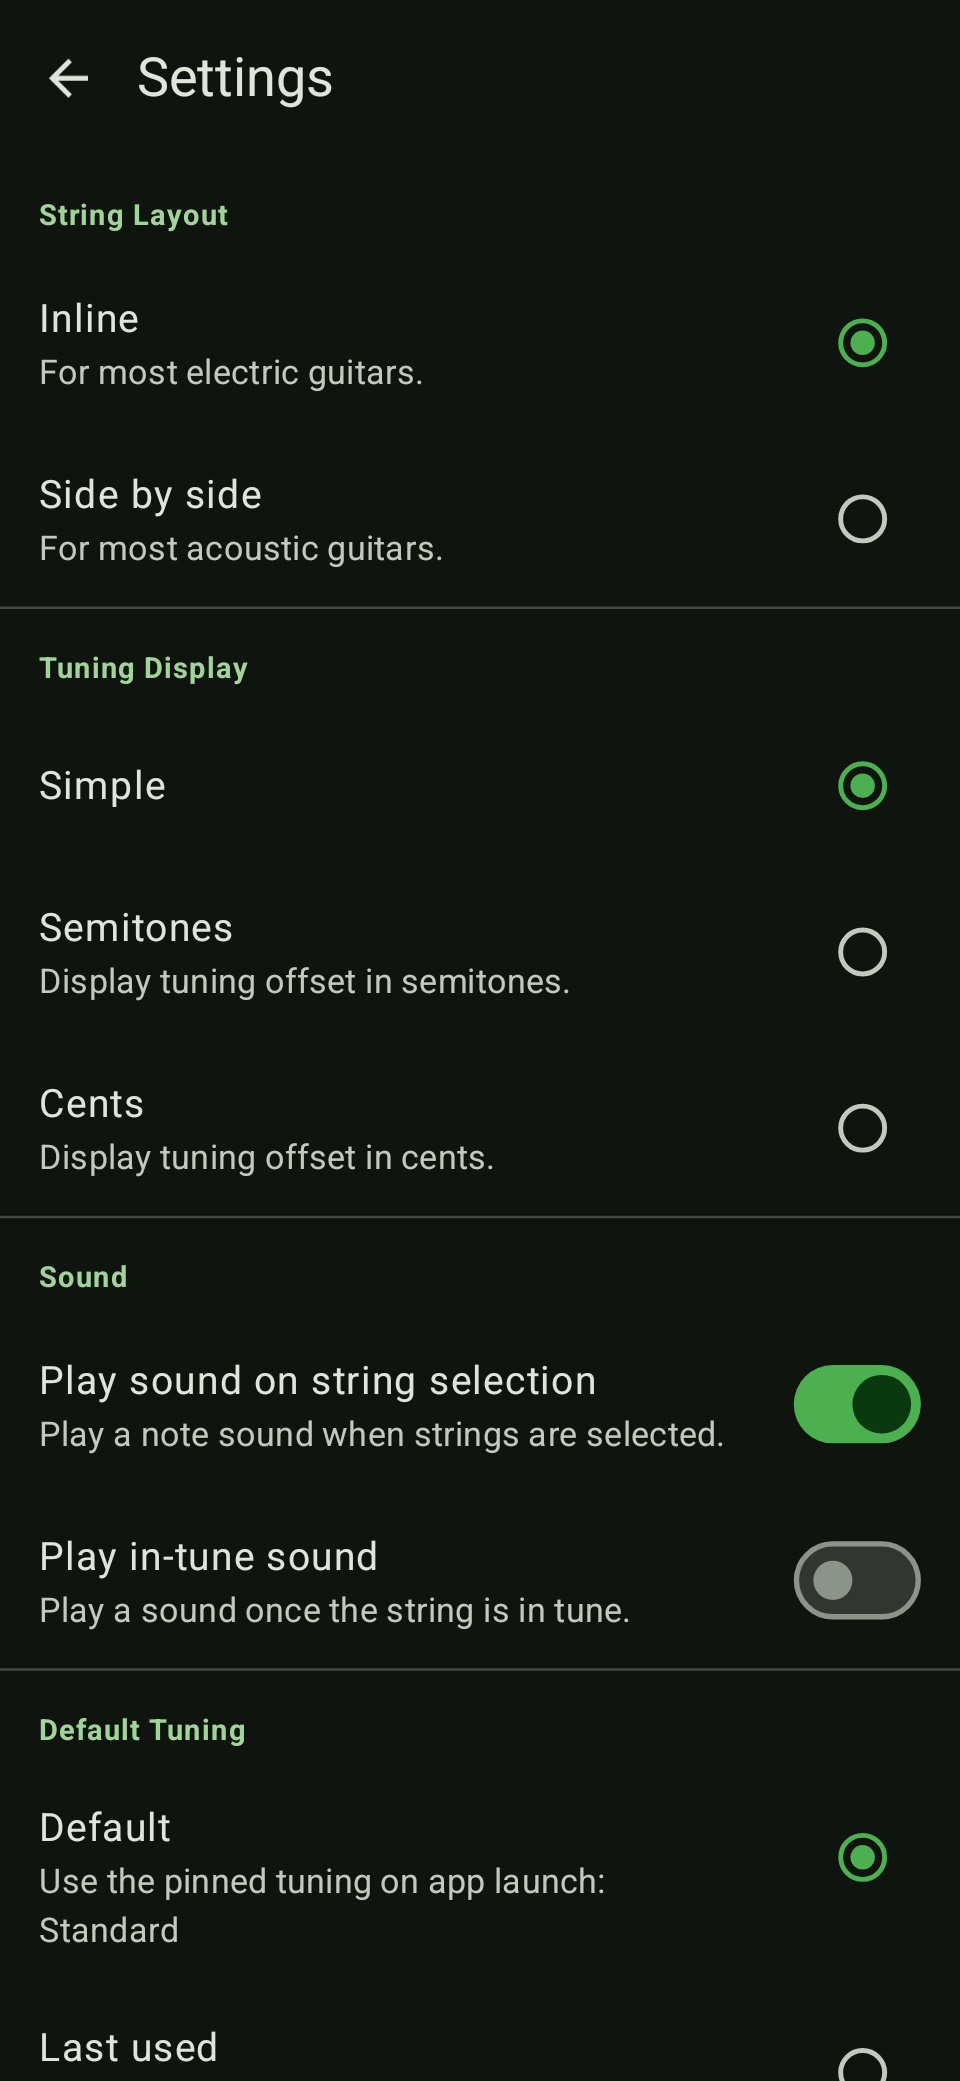 Settings
String Layout
Inline
For most electric guitars.
Side by side
For most acoustic guitars.
Tuning Display
Simple
Semitones
Display tuning offset in semitones.
Cents
Display tuning offset in cents.
Sound
Play sound on string selection
Play a note sound when strings are selected.
Play in-tune sound
Play a sound once the string is in tune.
Default Tuning
Default
Use the pinned tuning on app launch:
Standard
Last used